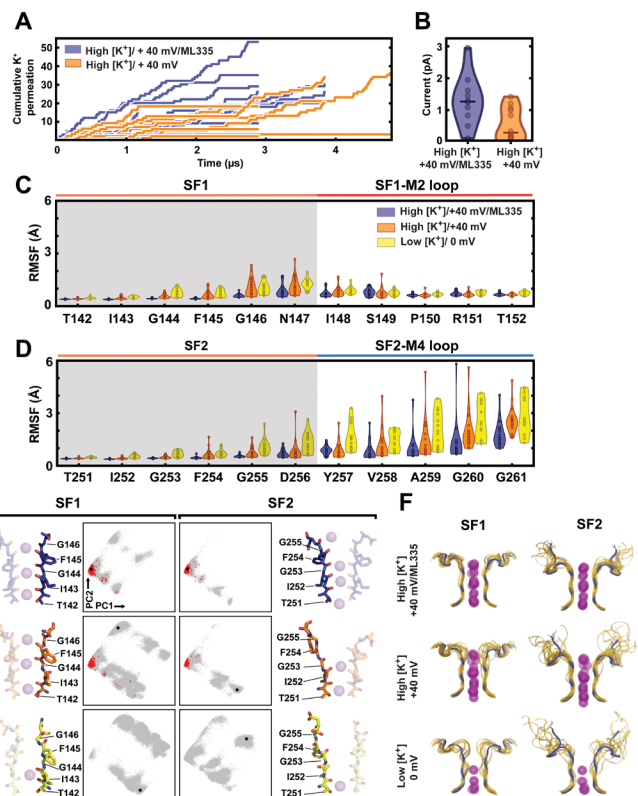 A
Cumulative K+
permeation
50
40
30
20
10
0
High [K+]/ + 40 mV/ML335
High [K+]/ + 40 mV
0
1
2
3
4
Time (µs)
B
Current (pA)
3
2
1
0
High [K+]
+40 mV/ML335
High [K+]
+40 mV
C
SF1
SF1-M2 loop
RMSF (Å)
6
3
0
High [K+]/+40 mV/ML335
High [K+]/+40 mV
Low [K+]/ 0 mV
T142 I143 G144 F145 G146 N147 I148 S149 P150 R151 T152
D
SF2
SF2-M4 loop
RMSF (Å)
6
3
0
T251 I252 G253 F254 G255 D256 Y257 V258 A259 G260 G261
SF1
SF2
G146
F145
G144
I143
T142
PC2
PC1
G255
F254
G253
I252
T251
G146
F145
G144
I143
T142
G255
F254
G253
I252
T251
G146
F145
G144
I143
T142
G255
F254
G253
I252
T251
F
SF1
SF2
High [K+]
+40 mV/ML335
High [K+]
+40 mV
Low [K+]
0 mV